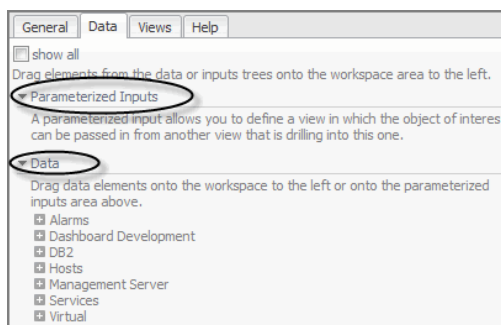 General Data Views Help
show all
Drag elements from the data or inputs trees onto the workspace area to the left.
Parameterized Inputs
A parameterized input allows you to define a view in which the object of interes
can be passed in from another view that is drilling into this one.
Data
Drag data elements onto the workspace to the left or onto the parameterized
inputs area above.
Alarms
Dashboard Development
DB2
Hosts
Management Server
Services
Virtual